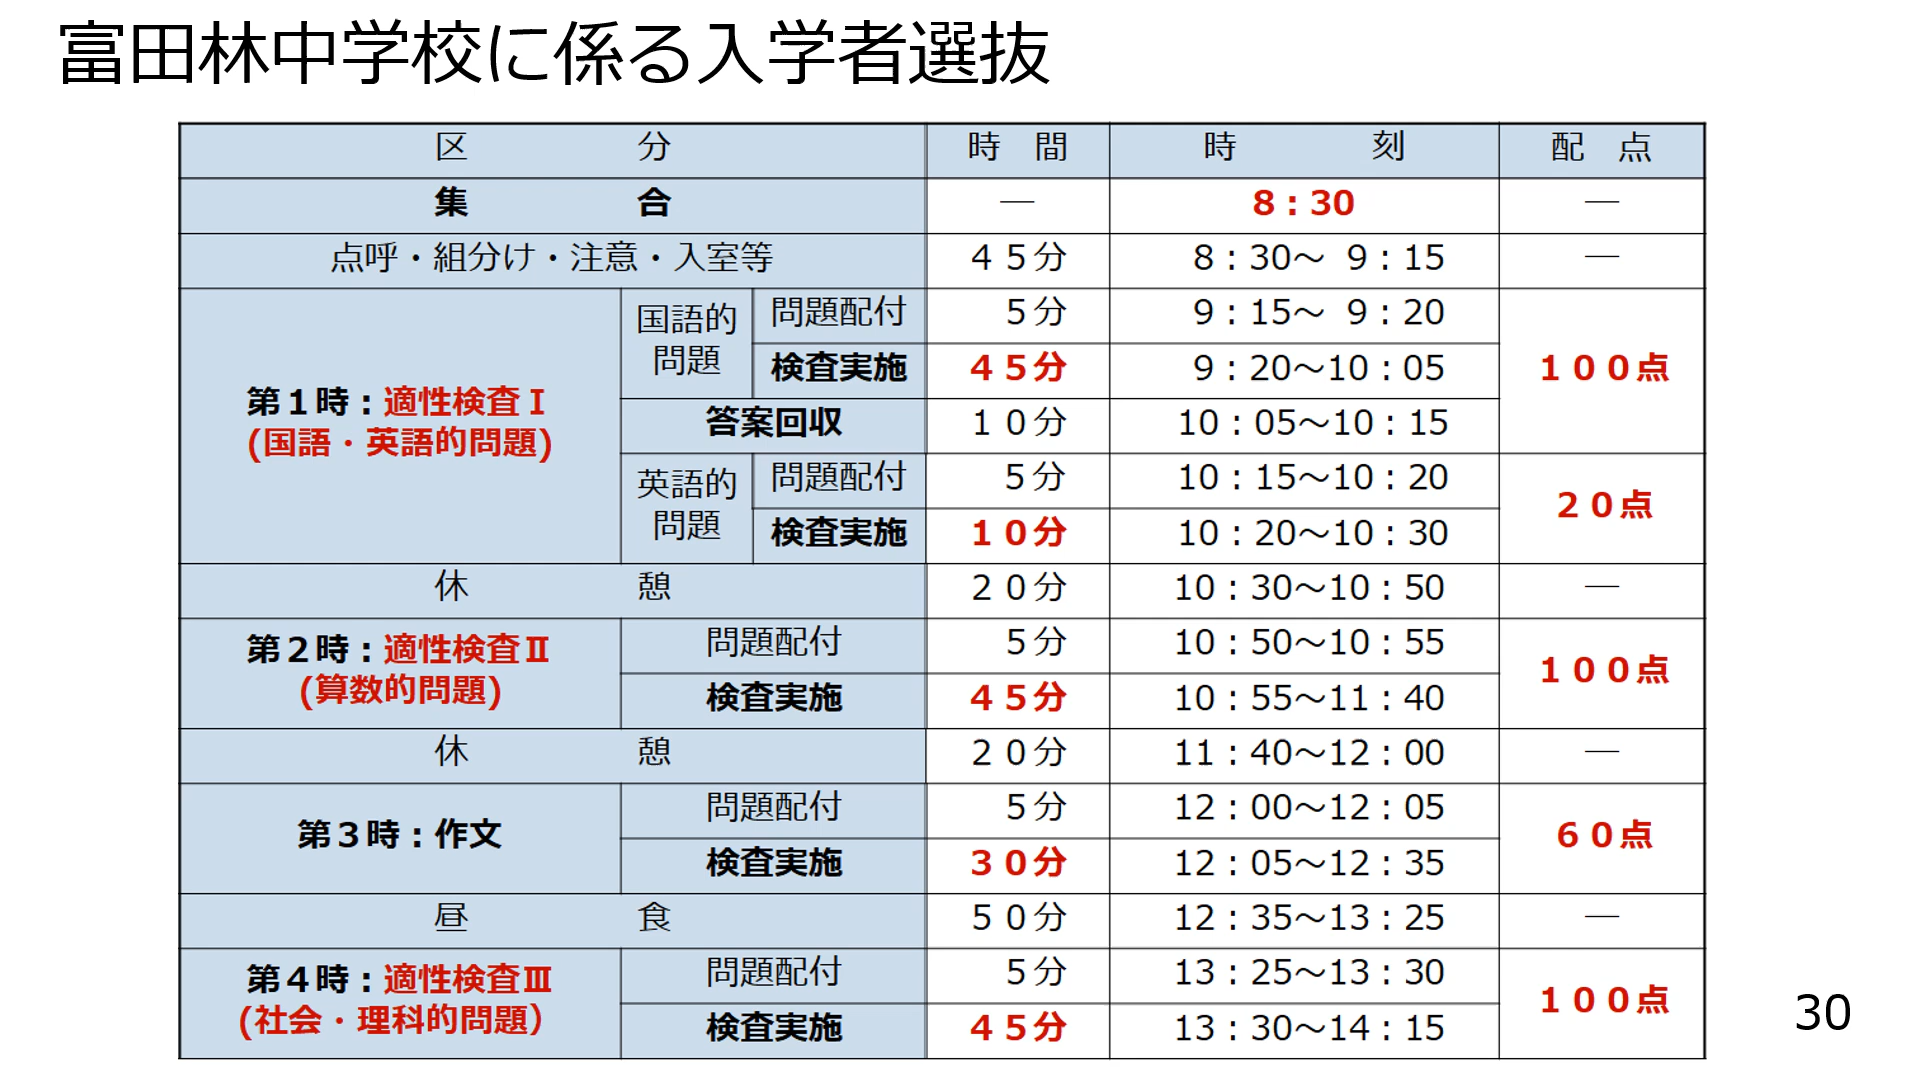 富田林中学校に係る入学者選抜
区分 時間 時刻 配点
集合 ― 8：30 ―
点呼・組分け・注意・入室等 ４５分 8：30～ 9：15 ―
第１時：適性検査Ⅰ
(国語・英語的問題)
国語的
問題
問題配付 ５分 9：15～ 9：20
検査実施 ４５分 9：20～10：05
１００点
答案回収 １０分 10：05～10：15
英語的
問題
問題配付 ５分 10：15～10：20
検査実施 １０分 10：20～10：30
２０点
休憩 ２０分 10：30～10：50 ―
第２時：適性検査Ⅱ
(算数的問題)
問題配付 ５分 10：50～10：55
検査実施 ４５分 10：55～11：40
１００点
休憩 ２０分 11：40～12：00 ―
第３時：作文
問題配付 ５分 12：00～12：05
検査実施 ３０分 12：05～12：35
６０点
昼食 ５０分 12：35～13：25 ―
第４時：適性検査Ⅲ
(社会・理科的問題）
問題配付 ５分 13：25～13：30
検査実施 ４５分 13：30～14：15
１００点
30